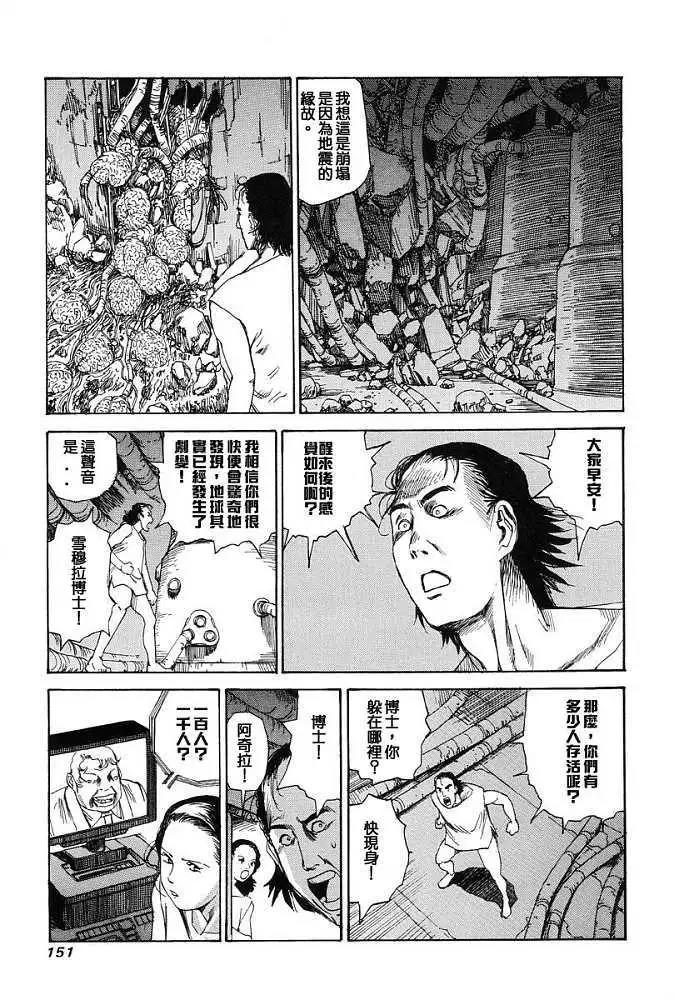 我想這是崩塌
是因為地震的
緣故。
大家早安！
醒來後的感
覺如何啊？
我相信你們很
快便會驚奇地
發現，地球其
實已經發生了
劇變！
這聲音
是．．
雪穆拉博士！
那麼，你們有
多少人存活呢？
博士，你
躲在哪裡？
快現身！
博士！
阿奇拉！
一百人？
一千人？
151